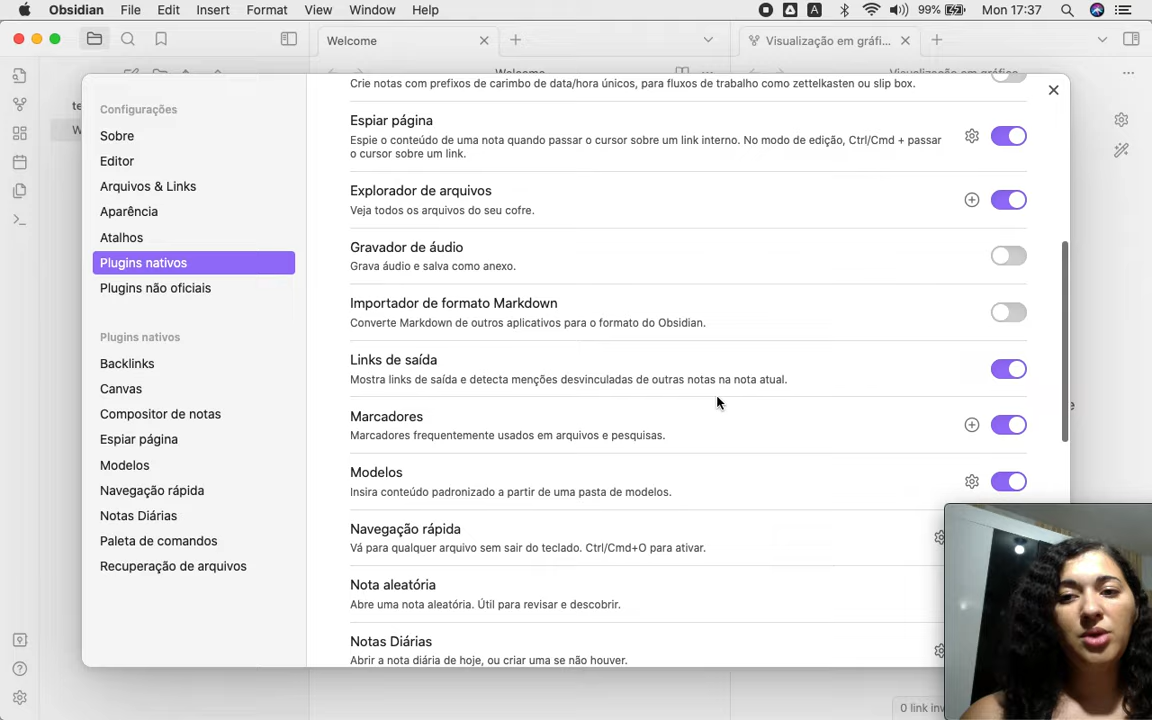 Obsidian File Edit Insert Format View Window Help A 99% Mon 17:37
Welcome
Visualização em gráfi...
Welcome
Visualização em gráfico
te
W
Configurações
Sobre
Editor
Arquivos & Links
Aparência
Atalhos
Plugins nativos
Plugins não oficiais
Plugins nativos
Backlinks
Canvas
Compositor de notas
Espiar página
Modelos
Navegação rápida
Notas Diárias
Paleta de comandos
Recuperação de arquivos
Crie notas com prefixos de carimbo de data/hora únicos, para fluxos de trabalho como zettelkasten ou slip box.
Espiar página
Espie o conteúdo de uma nota quando passar o cursor sobre um link interno. No modo de edição, Ctrl/Cmd + passar
o cursor sobre um link.
Explorador de arquivos
Veja todos os arquivos do seu cofre.
Gravador de áudio
Grava áudio e salva como anexo.
Importador de formato Markdown
Converte Markdown de outros aplicativos para o formato do Obsidian.
Links de saída
Mostra links de saída e detecta menções desvinculadas de outras notas na nota atual.
Marcadores
Marcadores frequentemente usados em arquivos e pesquisas.
Modelos
Insira conteúdo padronizado a partir de uma pasta de modelos.
Navegação rápida
Vá para qualquer arquivo sem sair do teclado. Ctrl/Cmd+O para ativar.
Nota aleatória
Abre uma nota aleatória. Útil para revisar e descobrir.
Notas Diárias
Abrir a nota diária de hoje, ou criar uma se não houver.
e
0 link inv